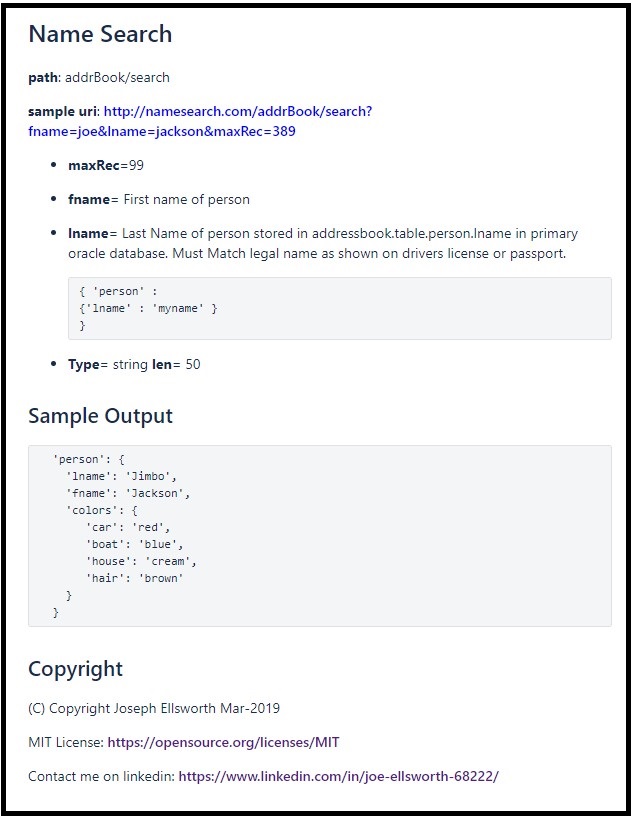 Name Search
path: addrBook/search
sample uri: http://namesearch.com/addrBook/search?
fname=joe&lname=jackson&maxRec=389
• maxRec=99
• fname= First name of person
• lname= Last Name of person stored in addressbook.table.person.lname in primary
oracle database. Must Match legal name as shown on drivers license or passport.
{ 'person' :
{'lname' : 'myname' }
}
• Type= string len= 50
Sample Output
'person': {
'lname': 'Jimbo',
'fname': 'Jackson',
'colors': {
'car': 'red',
'boat': 'blue',
'house': 'cream',
'hair': 'brown'
}
}
Copyright
(C) Copyright Joseph Ellsworth Mar-2019
MIT License: https://opensource.org/licenses/MIT
Contact me on linkedin: https://www.linkedin.com/in/joe-ellsworth-68222/